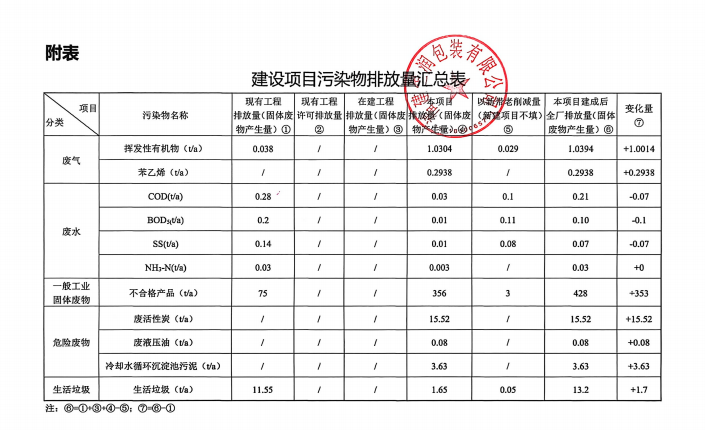 附表
建设项目污染物排放量汇总表
项目 分类 污染物名称 现有工程排放量(固体废物产生量)① 现有工程许可排放量② 在建工程排放量(固体废物产生量)③ 本项目排放量(固体废物产生量)④ 以新带老削减量(新建项目不填)⑤ 本项目建成后全厂排放量(固体废物产生量)⑥ 变化量⑦
废气 挥发性有机物(t/a) 0.038 / / 1.0304 0.029 1.0394 +1.0014
苯乙烯(t/a) / / / 0.2938 / 0.2938 +0.2938
废水 COD(t/a) 0.28 / / 0.03 0.1 0.21 -0.07
BOD₅(t/a) 0.2 / / 0.01 0.11 0.10 -0.1
SS(t/a) 0.14 / / 0.01 0.08 0.07 -0.07
NH₃-N(t/a) 0.03 / / 0.003 / 0.03 +0
一般工业固体废物 不合格产品(t/a) 75 / / 356 3 428 +353
危险废物 废活性炭(t/a) / / / 15.52 / 15.52 +15.52
废液压油(t/a) / / / 0.08 / 0.08 +0.08
冷却水循环沉淀池污泥(t/a) / / / 3.63 / 3.63 +3.63
生活垃圾 生活垃圾(t/a) 11.55 / / 1.65 0.05 13.2 +1.7
注:⑥=①+③+④-⑤;⑦=⑥-①
润包装有限公司